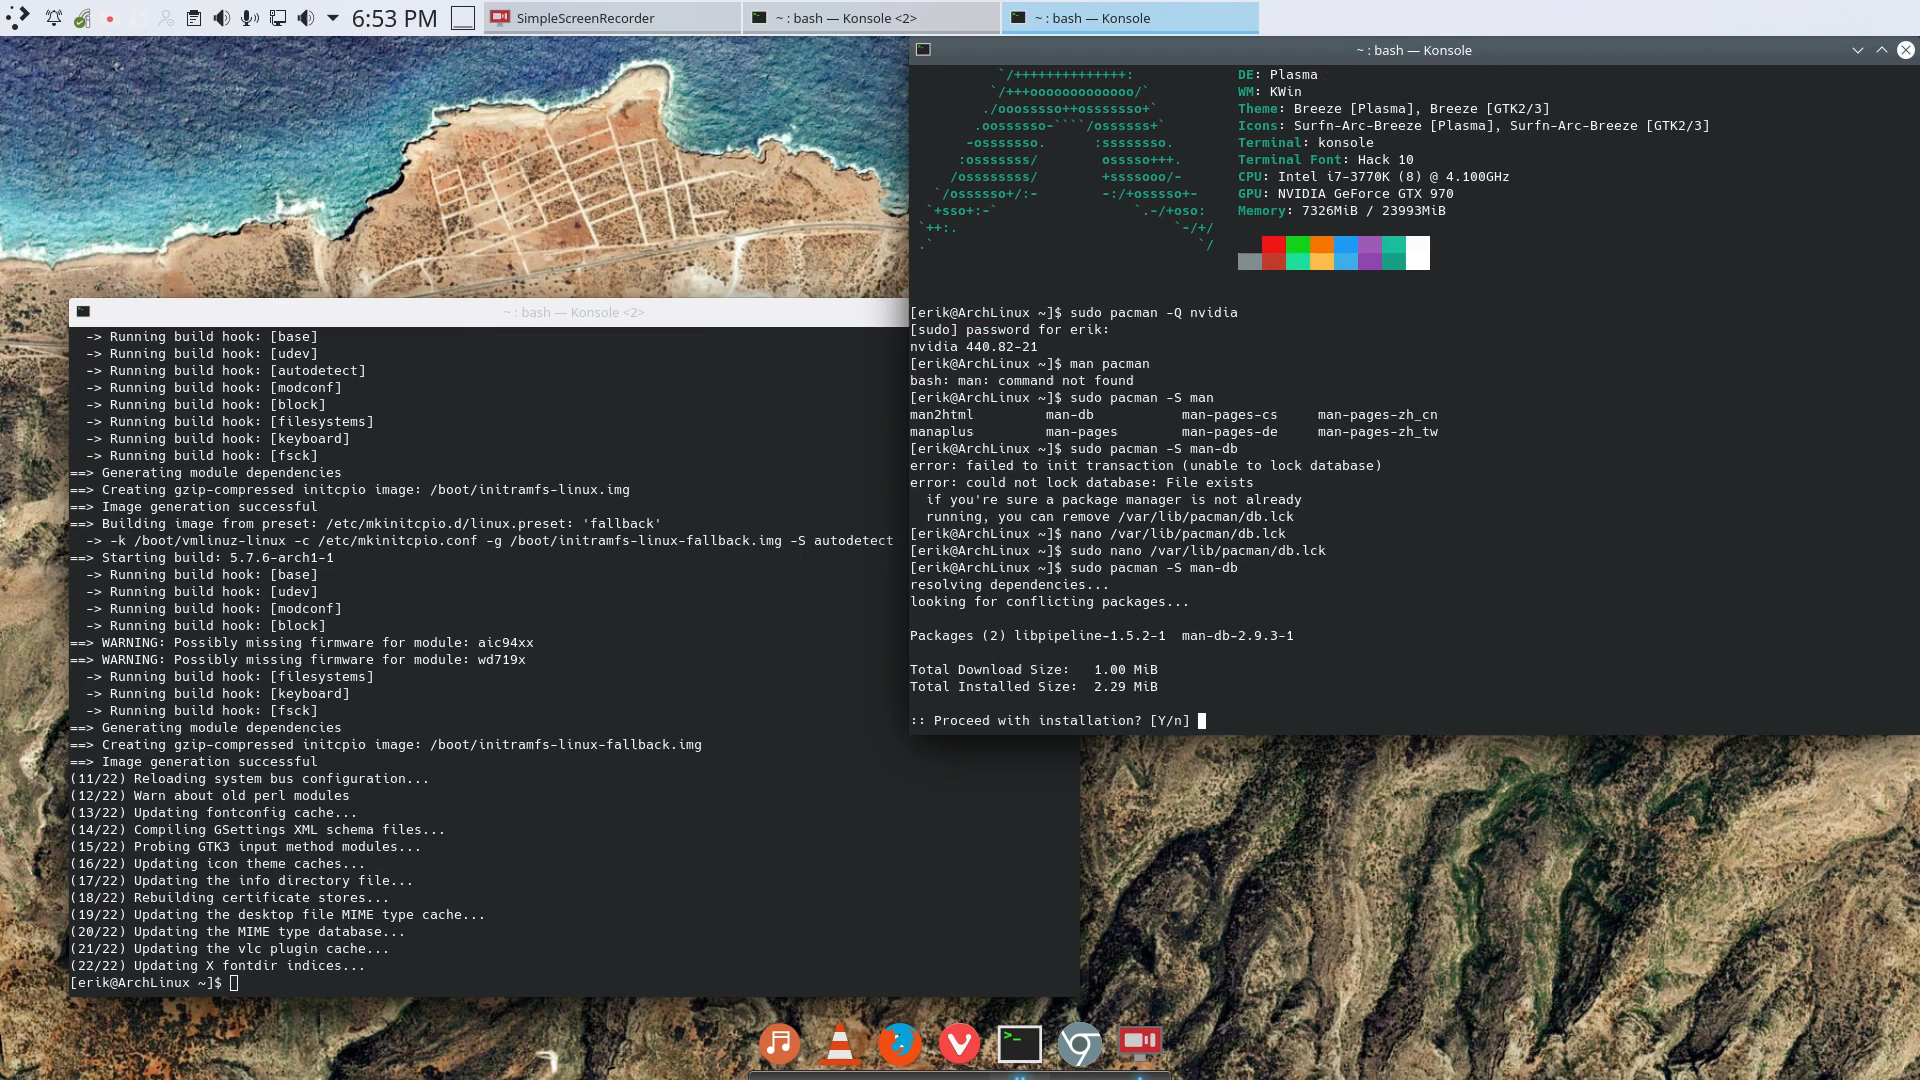 6:53 PM
SimpleScreenRecorder
~ : bash — Konsole <2>
~ : bash — Konsole
~ : bash — Konsole
`/++++++++++++++:
`/+++ooooooooooooo/`
./ooosssso++osssssso+`
.oossssso-````/ossssss+`
-osssssso.      :ssssssso.
:osssssss/        osssso+++.
/ossssssss/        +ssssooo/-
`/ossssso+/:-        -:/+osssso+-
`+sso+:-`                 `.-/+oso:
`++:.                           `-/+/
.`                                 `/
DE: Plasma
WM: KWin
Theme: Breeze [Plasma], Breeze [GTK2/3]
Icons: Surfn-Arc-Breeze [Plasma], Surfn-Arc-Breeze [GTK2/3]
Terminal: konsole
Terminal Font: Hack 10
CPU: Intel i7-3770K (8) @ 4.100GHz
GPU: NVIDIA GeForce GTX 970
Memory: 7326MiB / 23993MiB
[erik@ArchLinux ~]$ sudo pacman -Q nvidia
[sudo] password for erik:
nvidia 440.82-21
[erik@ArchLinux ~]$ man pacman
bash: man: command not found
[erik@ArchLinux ~]$ sudo pacman -S man
man2html         man-db           man-pages-cs     man-pages-zh_cn
manaplus         man-pages        man-pages-de     man-pages-zh_tw
[erik@ArchLinux ~]$ sudo pacman -S man-db
error: failed to init transaction (unable to lock database)
error: could not lock database: File exists
  if you're sure a package manager is not already
  running, you can remove /var/lib/pacman/db.lck
[erik@ArchLinux ~]$ nano /var/lib/pacman/db.lck
[erik@ArchLinux ~]$ sudo nano /var/lib/pacman/db.lck
[erik@ArchLinux ~]$ sudo pacman -S man-db
resolving dependencies...
looking for conflicting packages...
Packages (2) libpipeline-1.5.2-1  man-db-2.9.3-1
Total Download Size:   1.00 MiB
Total Installed Size:  2.29 MiB
:: Proceed with installation? [Y/n]
~ : bash — Konsole <2>
  -> Running build hook: [base]
  -> Running build hook: [udev]
  -> Running build hook: [autodetect]
  -> Running build hook: [modconf]
  -> Running build hook: [block]
  -> Running build hook: [filesystems]
  -> Running build hook: [keyboard]
  -> Running build hook: [fsck]
==> Generating module dependencies
==> Creating gzip-compressed initcpio image: /boot/initramfs-linux.img
==> Image generation successful
==> Building image from preset: /etc/mkinitcpio.d/linux.preset: 'fallback'
  -> -k /boot/vmlinuz-linux -c /etc/mkinitcpio.conf -g /boot/initramfs-linux-fallback.img -S autodetect
==> Starting build: 5.7.6-arch1-1
  -> Running build hook: [base]
  -> Running build hook: [udev]
  -> Running build hook: [modconf]
  -> Running build hook: [block]
==> WARNING: Possibly missing firmware for module: aic94xx
==> WARNING: Possibly missing firmware for module: wd719x
  -> Running build hook: [filesystems]
  -> Running build hook: [keyboard]
  -> Running build hook: [fsck]
==> Generating module dependencies
==> Creating gzip-compressed initcpio image: /boot/initramfs-linux-fallback.img
==> Image generation successful
(11/22) Reloading system bus configuration...
(12/22) Warn about old perl modules
(13/22) Updating fontconfig cache...
(14/22) Compiling GSettings XML schema files...
(15/22) Probing GTK3 input method modules...
(16/22) Updating icon theme caches...
(17/22) Updating the info directory file...
(18/22) Rebuilding certificate stores...
(19/22) Updating the desktop file MIME type cache...
(20/22) Updating the MIME type database...
(21/22) Updating the vlc plugin cache...
(22/22) Updating X fontdir indices...
[erik@ArchLinux ~]$